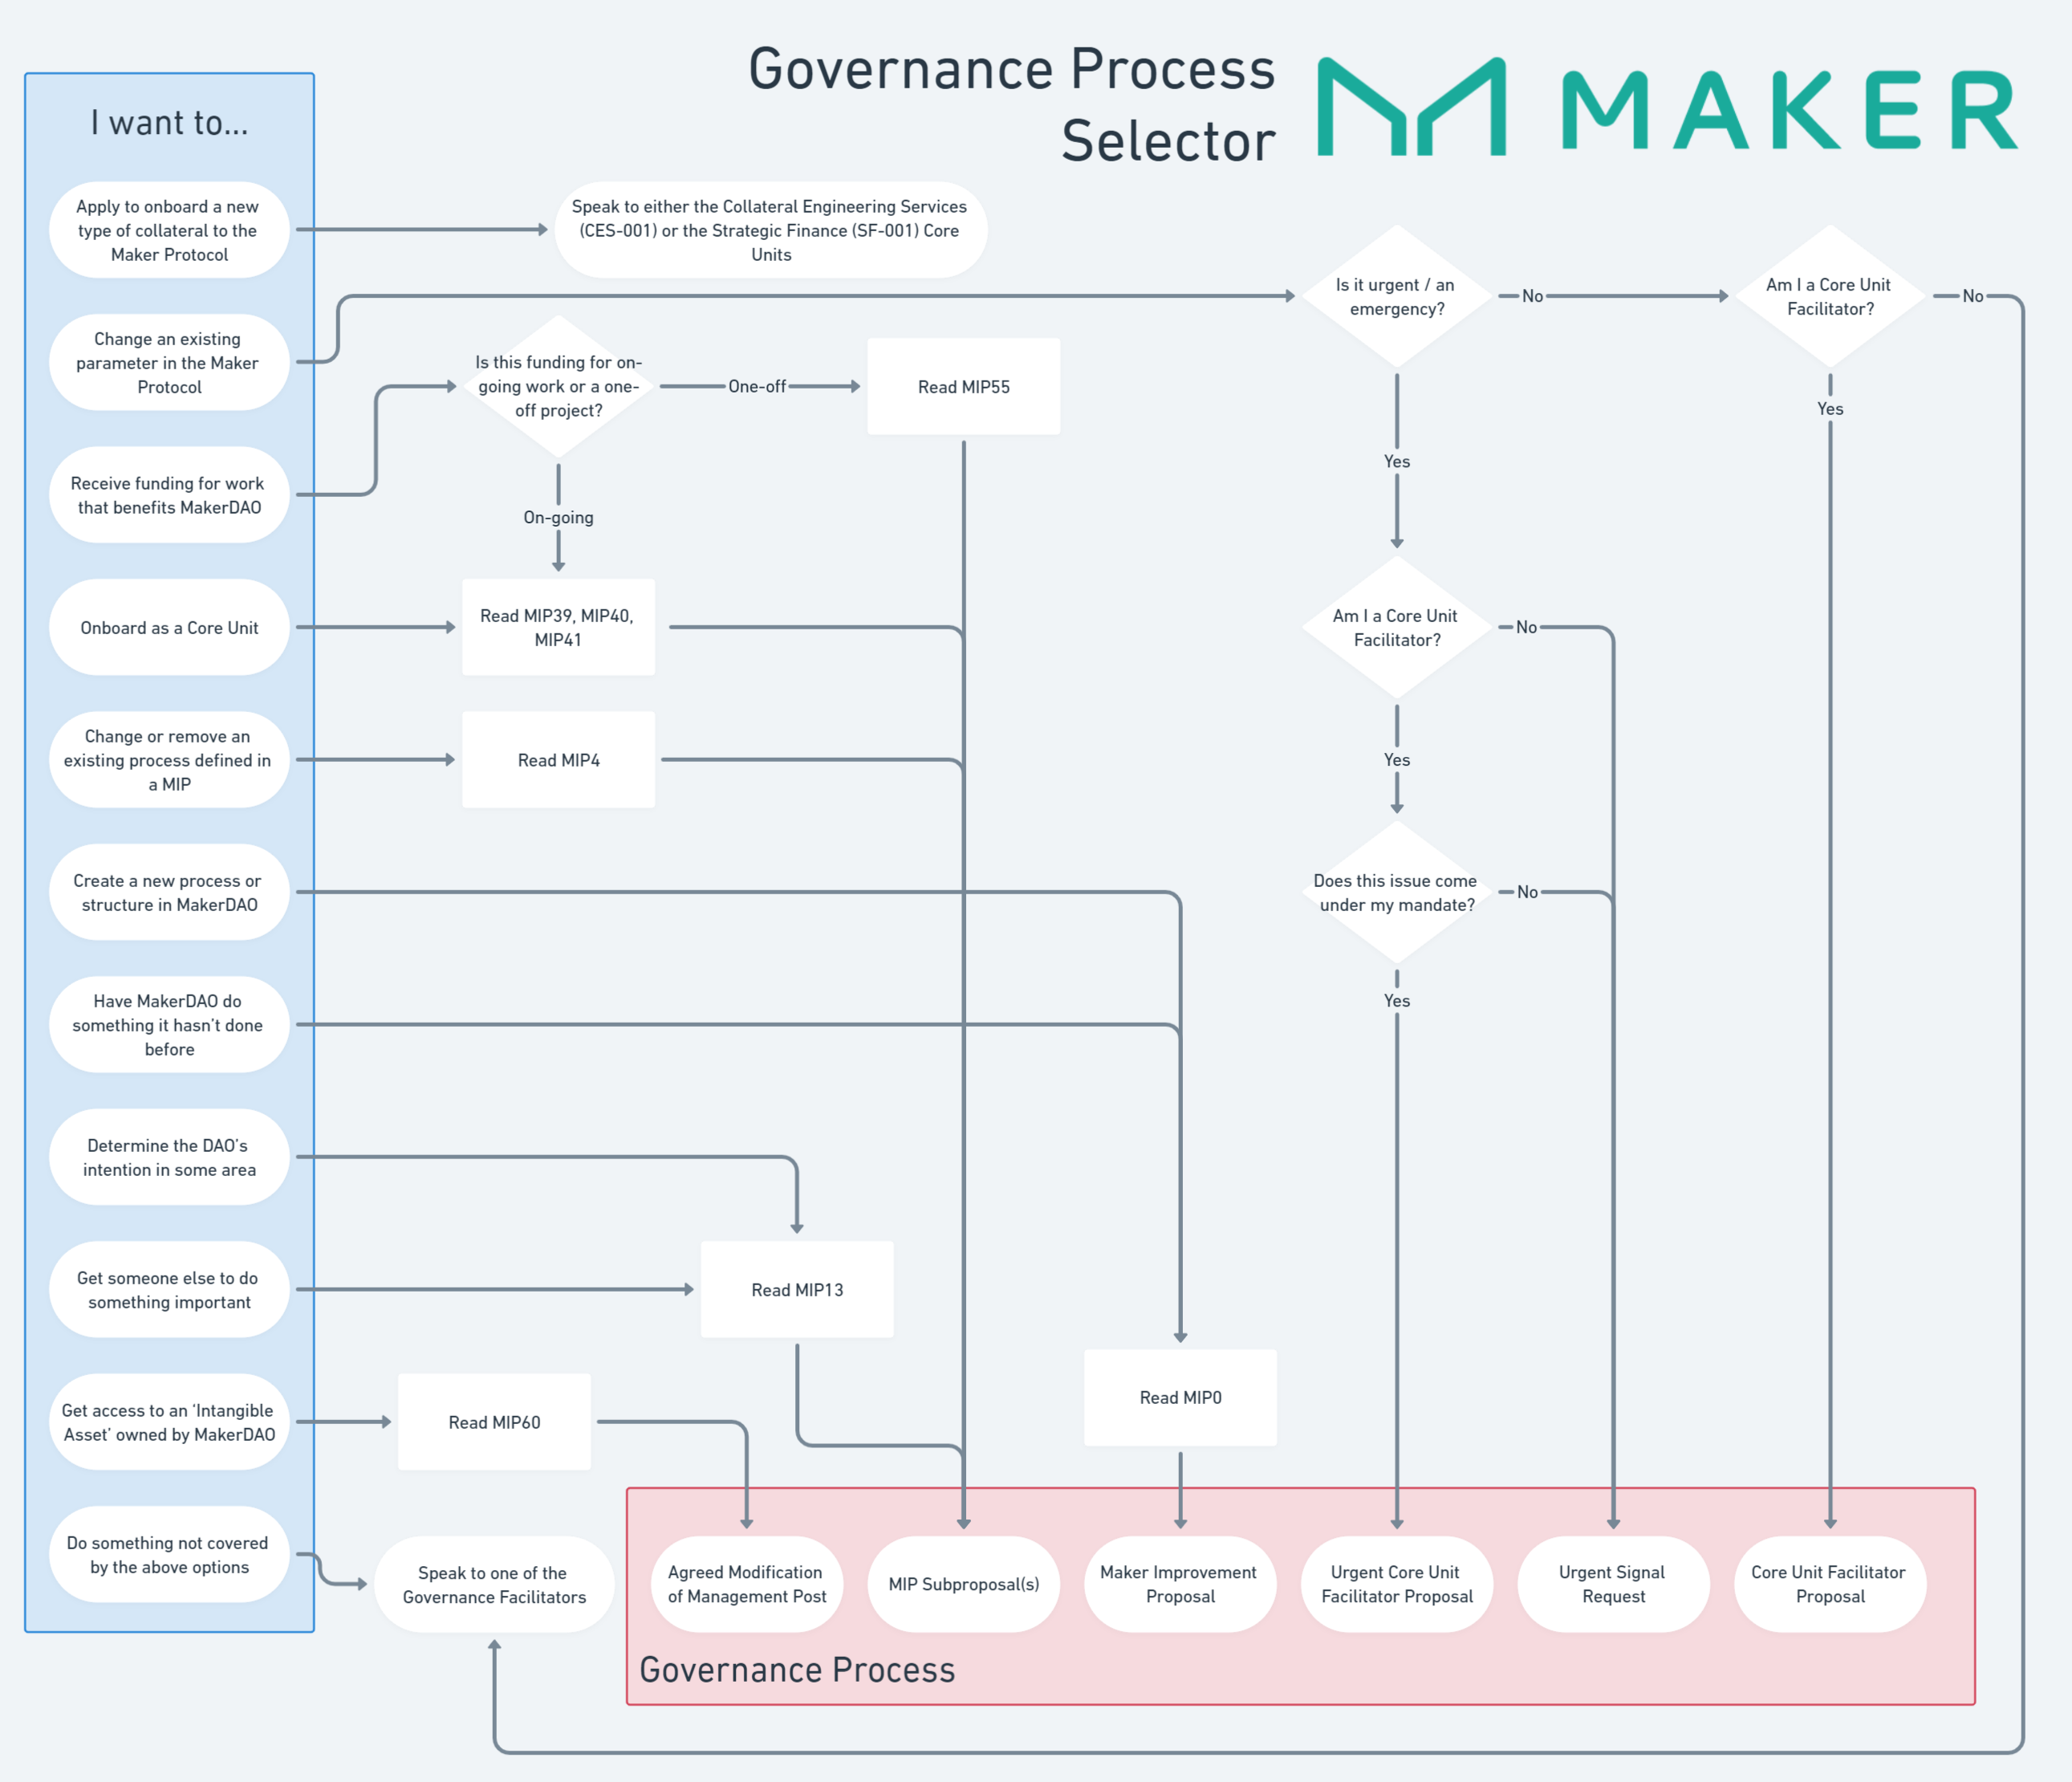 Governance Process
Selector
MAKER
I want to...
Apply to onboard a new
type of collateral to the
Maker Protocol
Speak to either the Collateral Engineering Services
(CES-001) or the Strategic Finance (SF-001) Core
Units
Is it urgent / an
emergency?
No
Am I a Core Unit
Facilitator?
No
Change an existing
parameter in the Maker
Protocol
Is this funding for on-
going work or a one-
off project?
One-off
Read MIP55
Yes
Yes
Receive funding for work
that benefits MakerDAO
On-going
Onboard as a Core Unit
Read MIP39, MIP40,
MIP41
Am I a Core Unit
Facilitator?
No
Change or remove an
existing process defined in
a MIP
Read MIP4
Yes
Create a new process or
structure in MakerDAO
Does this issue come
under my mandate?
No
Have MakerDAO do
something it hasn't done
before
Yes
Determine the DAO's
intention in some area
Get someone else to do
something important
Read MIP13
Get access to an 'Intangible
Asset' owned by MakerDAO
Read MIP60
Read MIP0
Do something not covered
by the above options
Speak to one of the
Governance Facilitators
Agreed Modification
of Management Post
MIP Subproposal(s)
Maker Improvement
Proposal
Urgent Core Unit
Facilitator Proposal
Urgent Signal
Request
Core Unit Facilitator
Proposal
Governance Process